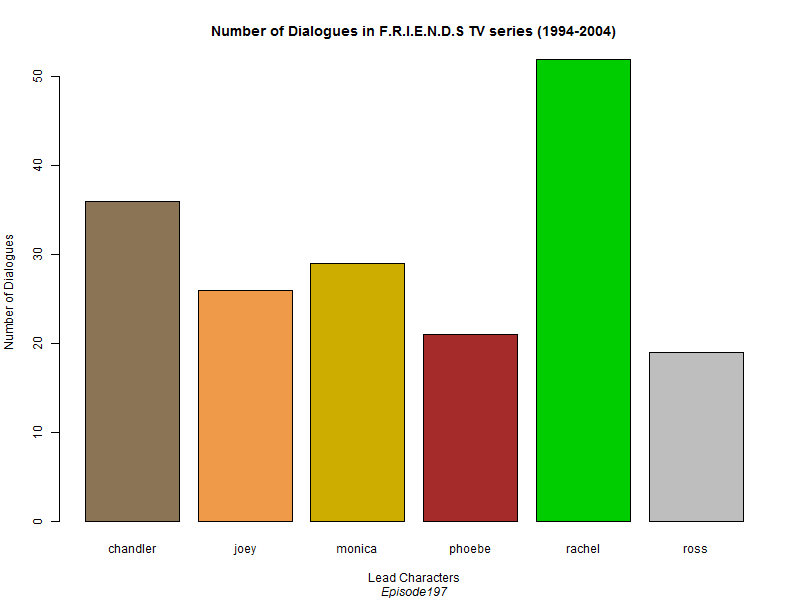 Number of Dialogues in F.R.I.E.N.D.S TV series (1994-2004)
Number of Dialogues
50
40
30
20
10
0
chandler joey monica phoebe rachel ross
Lead Characters
Episode197